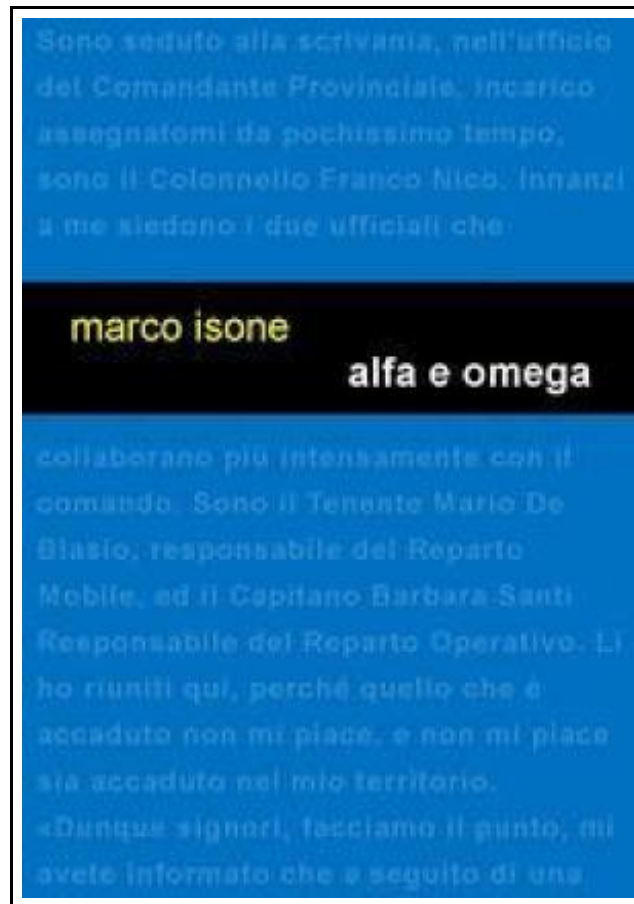 Sono seduto alla scrivania, nell'ufficio
del Comandante Provinciale, incarico
assegnatomi da pochissimo tempo,
sono il Colonnello Franco Nico. Innanzi
a me siedono i due ufficiali che
marco isone
alfa e omega
collaborano più intensamente con il
comando. Sono il Tenente Mario De
Blasio, responsabile del Reparto
Mobile, ed il Capitano Barbara Santi
Responsabile del Reparto Operativo. Li
ho riuniti qui, perché quello che è
accaduto non mi piace, e non mi piace
sia accaduto nel mio territorio.
«Dunque signori, facciamo il punto, mi
avete informato che a seguito di una